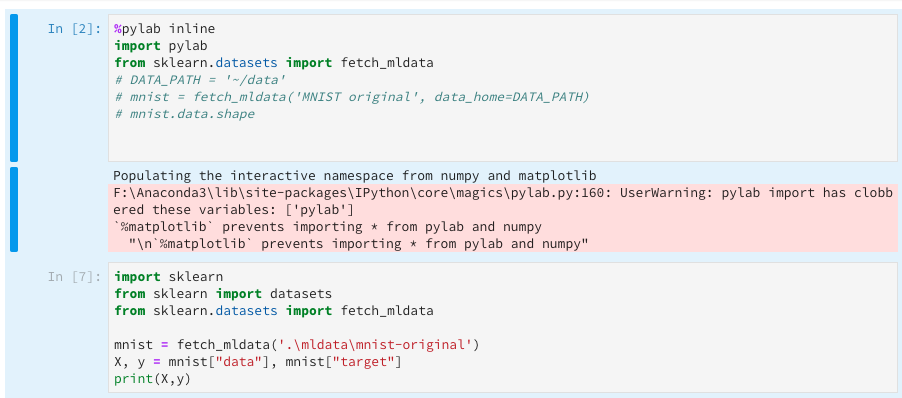 In [2]:
%pylab inline
import pylab
from sklearn.datasets import fetch_mldata
# DATA_PATH = '~/data'
# mnist = fetch_mldata('MNIST original', data_home=DATA_PATH)
# mnist.data.shape
Populating the interactive namespace from numpy and matplotlib
F:\Anaconda3\lib\site-packages\IPython\core\magics\pylab.py:160: UserWarning: pylab import has clobb
ered these variables: ['pylab']
`%matplotlib` prevents importing * from pylab and numpy
  "\n`%matplotlib` prevents importing * from pylab and numpy"
In [7]:
import sklearn
from sklearn import datasets
from sklearn.datasets import fetch_mldata
mnist = fetch_mldata('.\mldata\mnist-original')
X, y = mnist["data"], mnist["target"]
print(X,y)